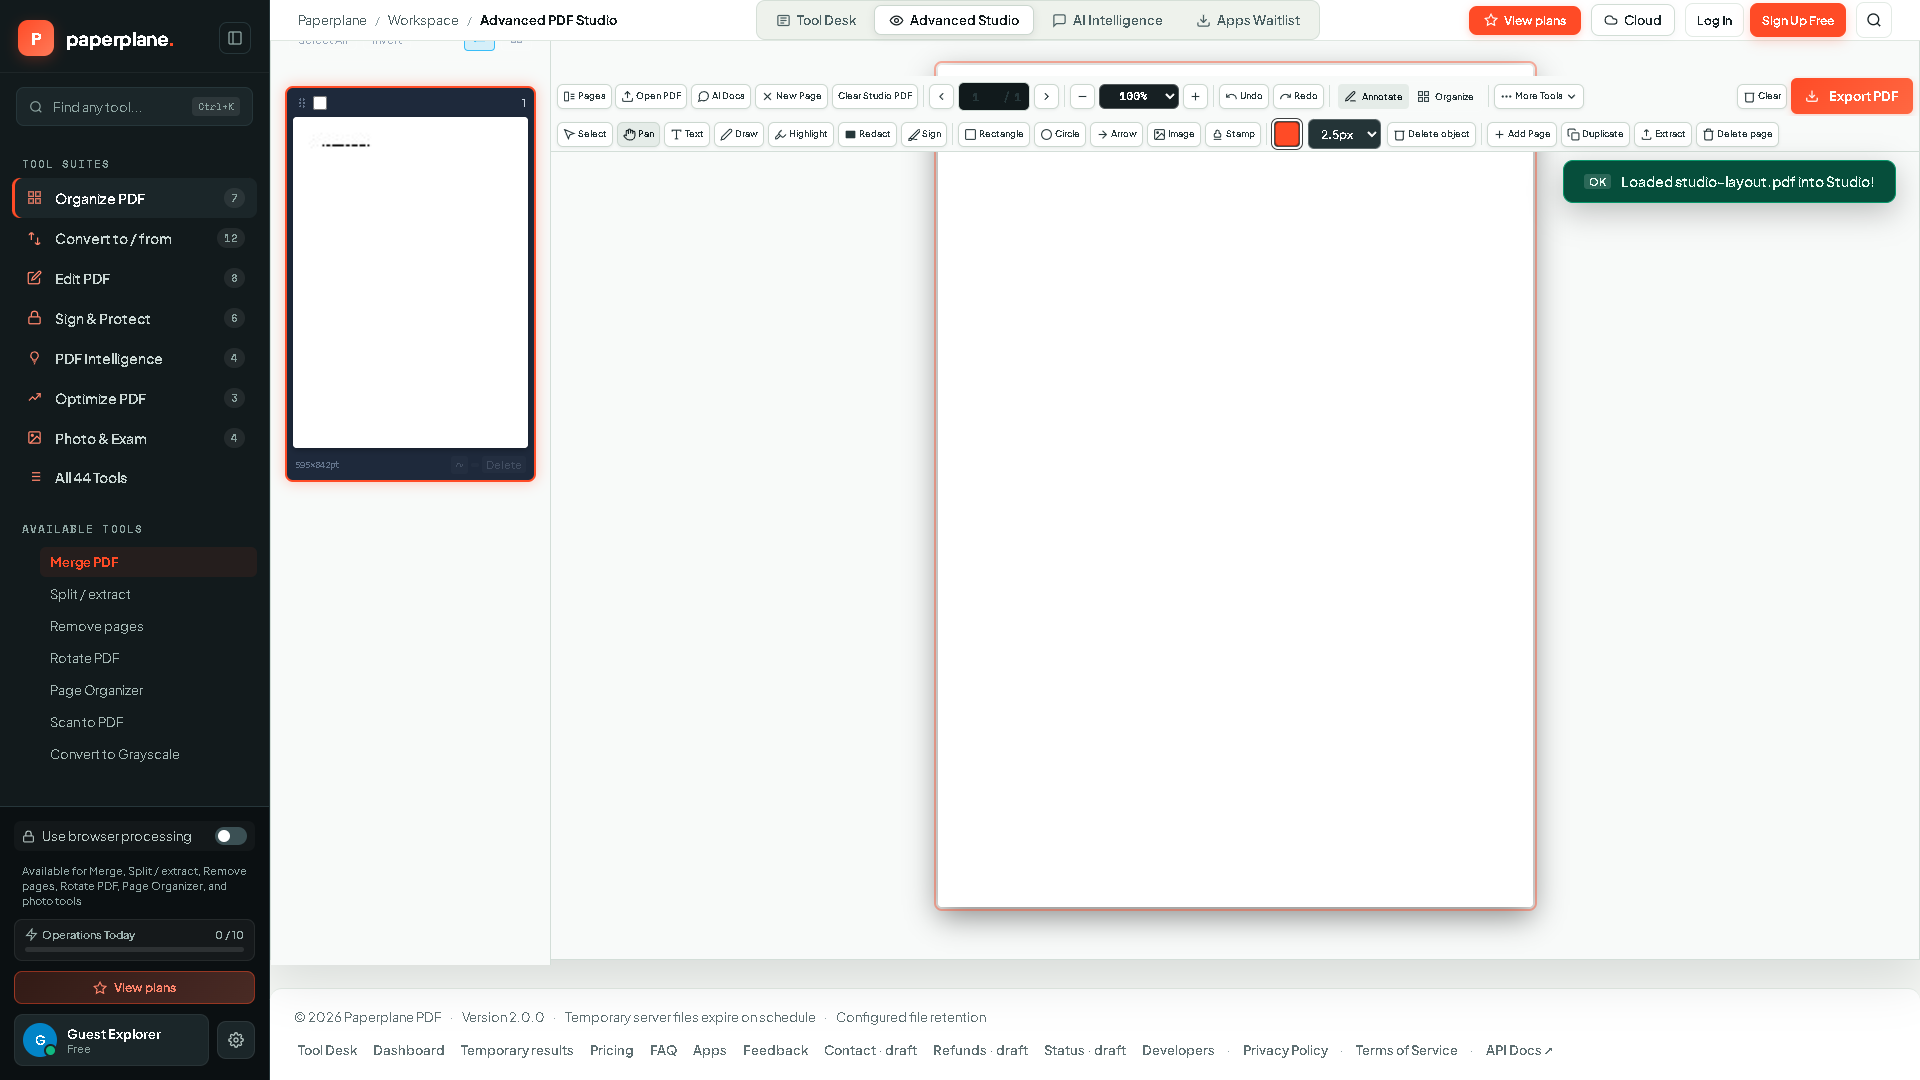 P paperplane.
Paperplane / Workspace / Advanced PDF Studio
Tool Desk
Advanced Studio
AI Intelligence
Apps Waitlist
View plans
Cloud
Log In
Sign Up Free
Find any tool...
Ctrl+K
TOOL SUITES
Organize PDF 7
Convert to / from 12
Edit PDF 8
Sign & Protect 6
PDF Intelligence 4
Optimize PDF 3
Photo & Exam 4
All 44 Tools
AVAILABLE TOOLS
Merge PDF
Split / extract
Remove pages
Rotate PDF
Page Organizer
Scan to PDF
Convert to Grayscale
Use browser processing
Available for Merge, Split / extract, Remove
pages, Rotate PDF, Page Organizer, and
photo tools
Operations Today 0 / 10
View plans
G
Guest Explorer
Free
1
595×842pt
Delete
Pages
Open PDF
AI Docs
New Page
Clear Studio PDF
1 / 1
100%
Undo
Redo
Annotate
Organize
More Tools
Clear
Export PDF
Select
Pan
Text
Draw
Highlight
Redact
Sign
Rectangle
Circle
Arrow
Image
Stamp
2.5px
Delete object
Add Page
Duplicate
Extract
Delete page
OK Loaded studio-layout.pdf into Studio!
© 2026 Paperplane PDF · Version 2.0.0 · Temporary server files expire on schedule · Configured file retention
Tool Desk Dashboard Temporary results Pricing FAQ Apps Feedback Contact · draft Refunds · draft Status · draft Developers · Privacy Policy · Terms of Service · API Docs ↗